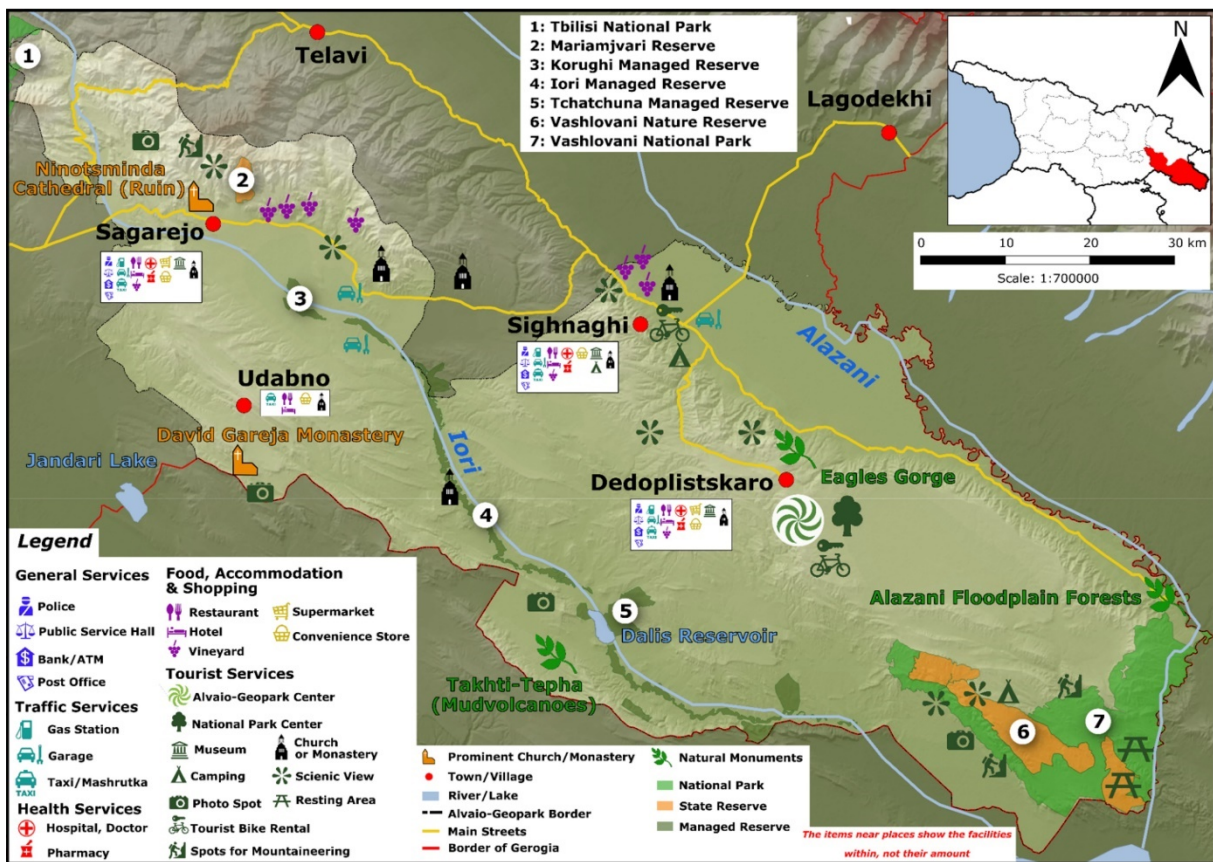 1: Tbilisi National Park
2: Mariamjvari Reserve
3: Korughi Managed Reserve
4: Iori Managed Reserve
5: Tchatchuna Managed Reserve
6: Vashlovani Nature Reserve
7: Vashlovani National Park
N
0 10 20 30 km
Scale: 1:700000
1
Telavi
Lagodekhi
Ninotsminda
Cathedral (Ruin)
2
Sagarejo
TAXI
3
Sighnaghi
TAXI
Alazani
Udabno
TAXI
David Gareja Monastery
Iori
Jandari Lake
Dedoplistskaro
TAXI
Eagles Gorge
4
Alazani Floodplain Forests
5
Dalis Reservoir
Takhti-Tepha
(Mudvolcanoes)
6
7
Legend
General Services
Police
Public Service Hall
Bank/ATM
Post Office
Traffic Services
Gas Station
Garage
TAXI
Taxi/Mashrutka
Health Services
Hospital, Doctor
Pharmacy
Food, Accommodation
& Shopping
Restaurant
Hotel
Vineyard
Supermarket
Convenience Store
Tourist Services
Alvaio-Geopark Center
National Park Center
Museum
Camping
Photo Spot
Tourist Bike Rental
Spots for Mountaineering
Church
or Monastery
Scienic View
Resting Area
Prominent Church/Monastery
Town/Village
River/Lake
Alvaio-Geopark Border
Main Streets
Border of Gerogia
Natural Monuments
National Park
State Reserve
Managed Reserve
The items near places show the facilities
within, not their amount